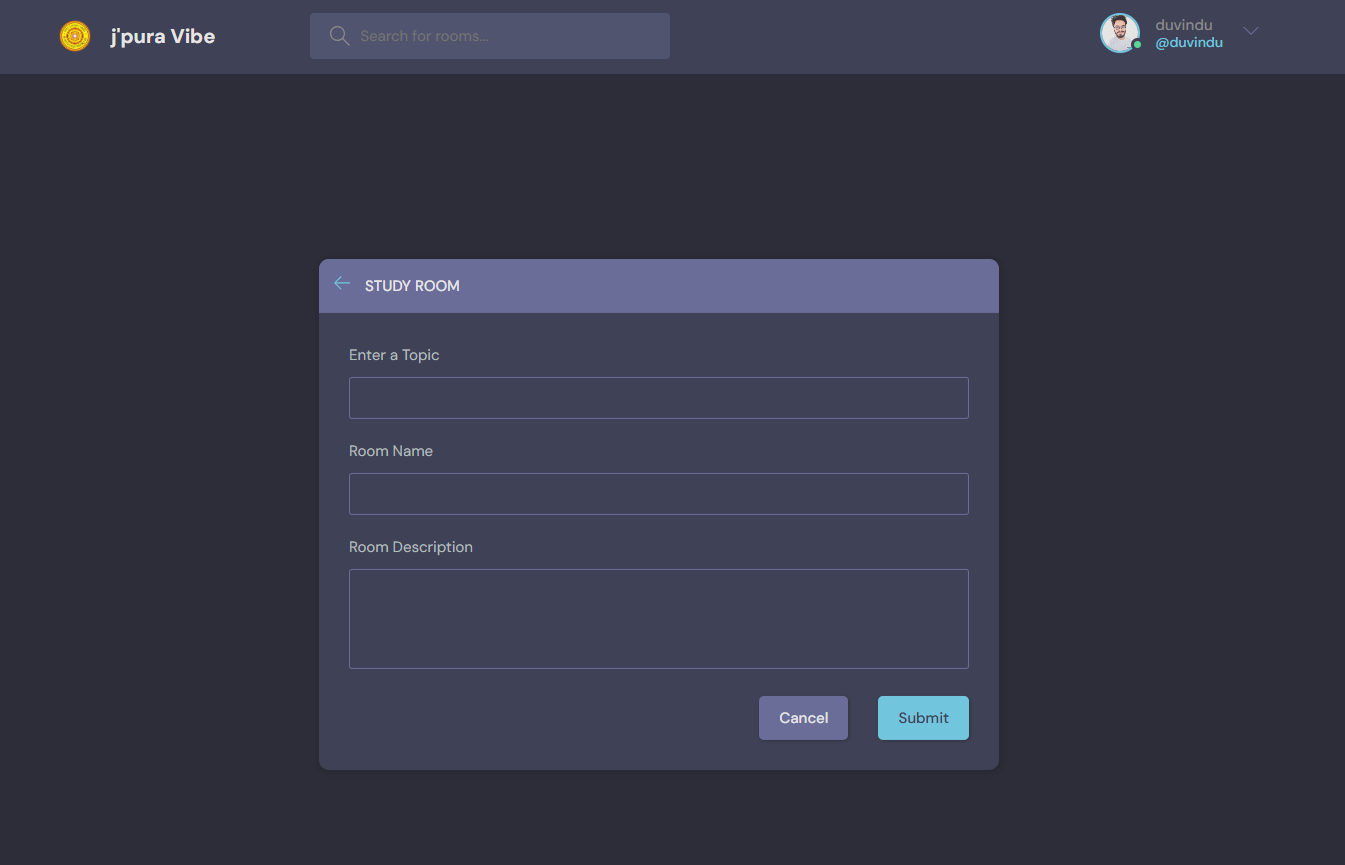 j'pura Vibe
Search for rooms...
duvindu
@duvindu
STUDY ROOM
Enter a Topic
Room Name
Room Description
Cancel
Submit